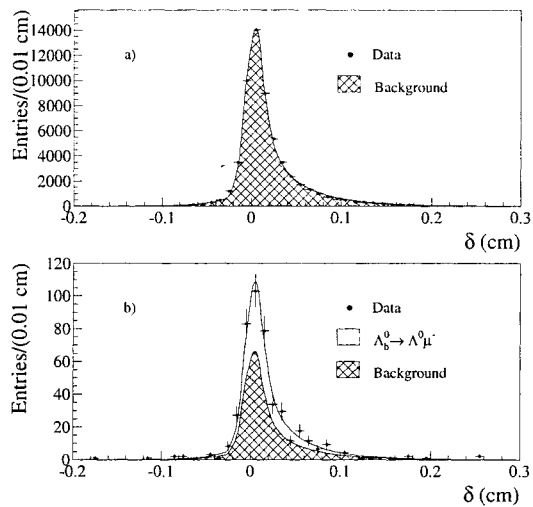 Entries/(0.01 cm)
14000
12000
10000
8000
6000
4000
2000
0
a)
Data
Background
-0.2 -0.1 0 0.1 0.2 0.3
δ (cm)
Entries/(0.01 cm)
120
100
80
60
40
20
0
b)
Data
Λ⁰_b → Λ⁰μ⁻
Background
-0.2 -0.1 0 0.1 0.2 0.3
δ (cm)